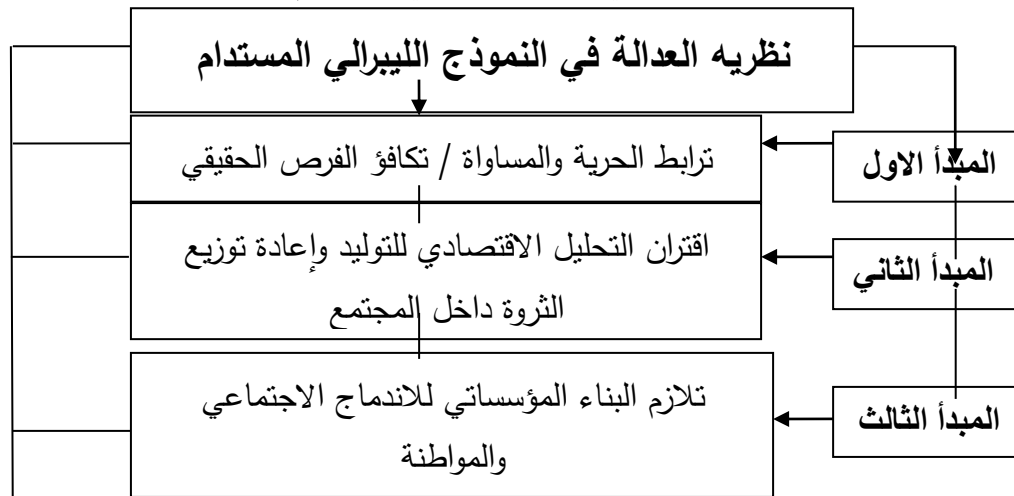 نظريه العدالة في النموذج الليبرالي المستدام
المبدأ الاول
ترابط الحرية والمساواة / تكافؤ الفرص الحقيقي
المبدأ الثاني
اقتران التحليل الاقتصادي للتوليد وإعادة توزيع
الثروة داخل المجتمع
المبدأ الثالث
تلازم البناء المؤسساتي للاندماج الاجتماعي
والمواطنة